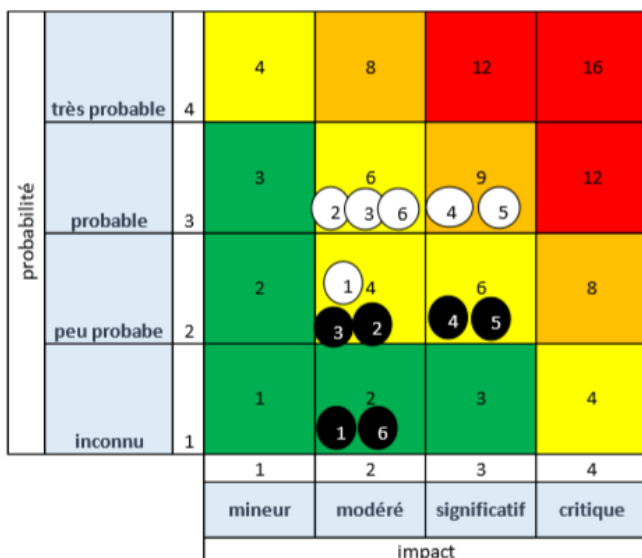 probabilité
très probable 4 4 8 12 16
probable 3 3 6 9 12
2 3 6 4 5
peu probabe 2 2 4 6 8
1
3 2 4 5
inconnu 1 1 2 3 4
1 6
1 2 3 4
mineur modéré significatif critique
impact